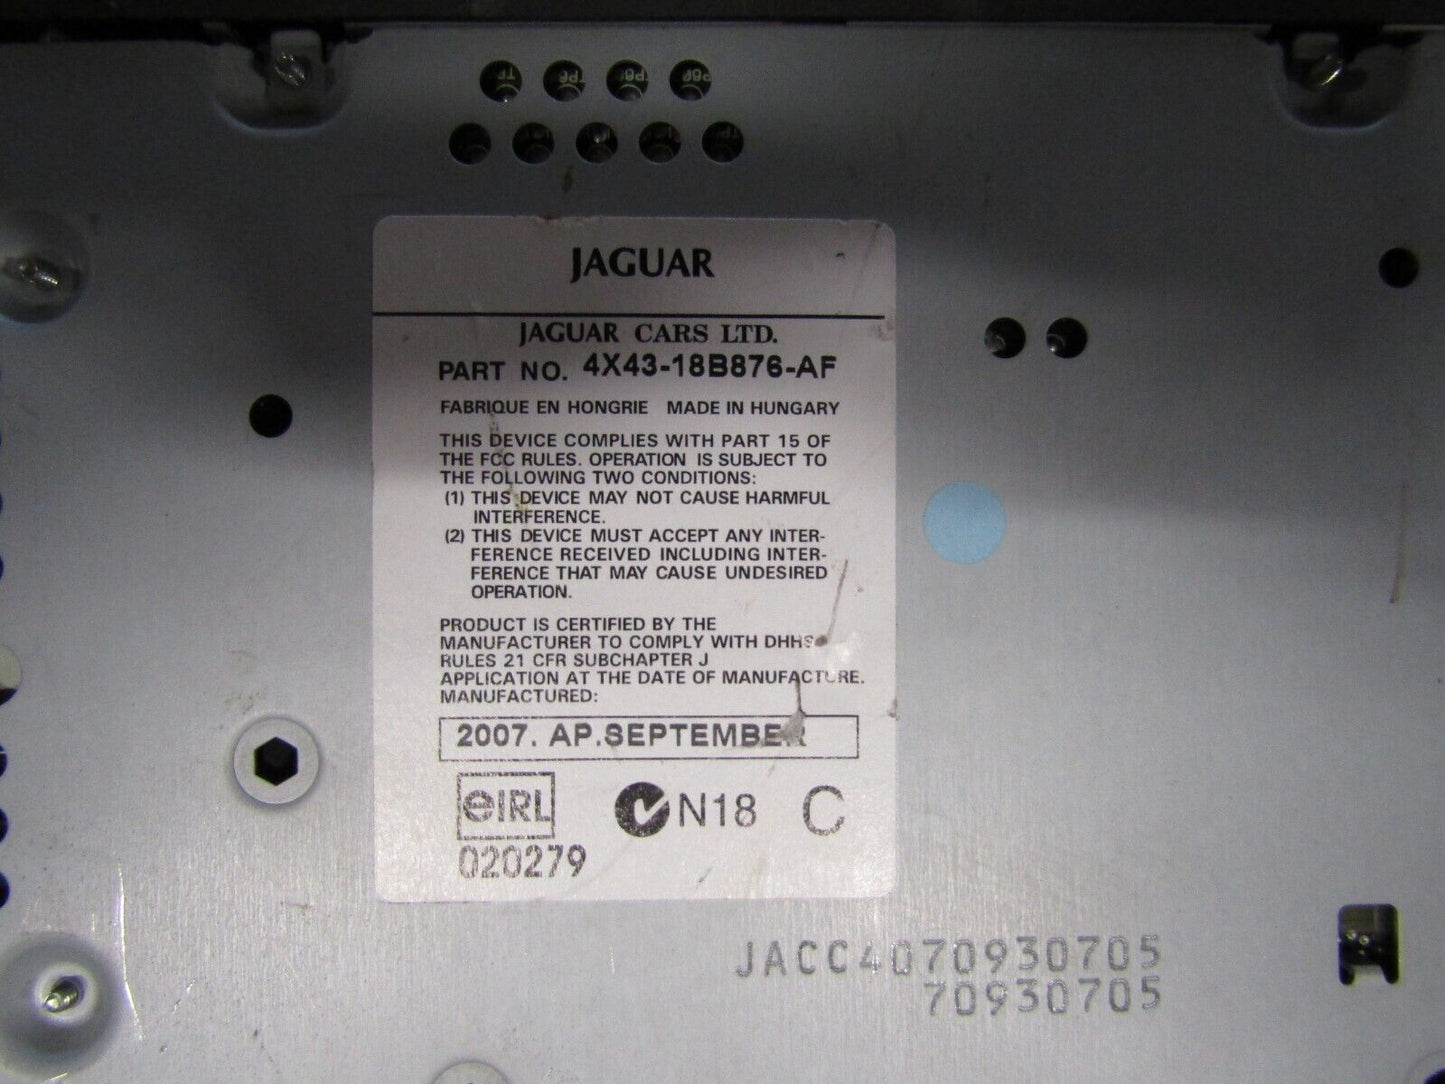 JAGUAR
JAGUAR CARS LTD.
PART NO. 4X43-18B876-AF
FABRIQUE EN HONGRIE MADE IN HUNGARY
THIS DEVICE COMPLIES WITH PART 15 OF
THE FCC RULES. OPERATION IS SUBJECT TO
THE FOLLOWING TWO CONDITIONS:
(1) THIS DEVICE MAY NOT CAUSE HARMFUL
INTERFERENCE.
(2) THIS DEVICE MUST ACCEPT ANY INTER-
FERENCE RECEIVED INCLUDING INTER-
FERENCE THAT MAY CAUSE UNDESIRED
OPERATION.
PRODUCT IS CERTIFIED BY THE
MANUFACTURER TO COMPLY WITH DHHS
RULES 21 CFR SUBCHAPTER J
APPLICATION AT THE DATE OF MANUFACTURE.
MANUFACTURED:
2007. AP.SEPTEMBER
eIRL N18 C
020279
JACC4070930705
70930705